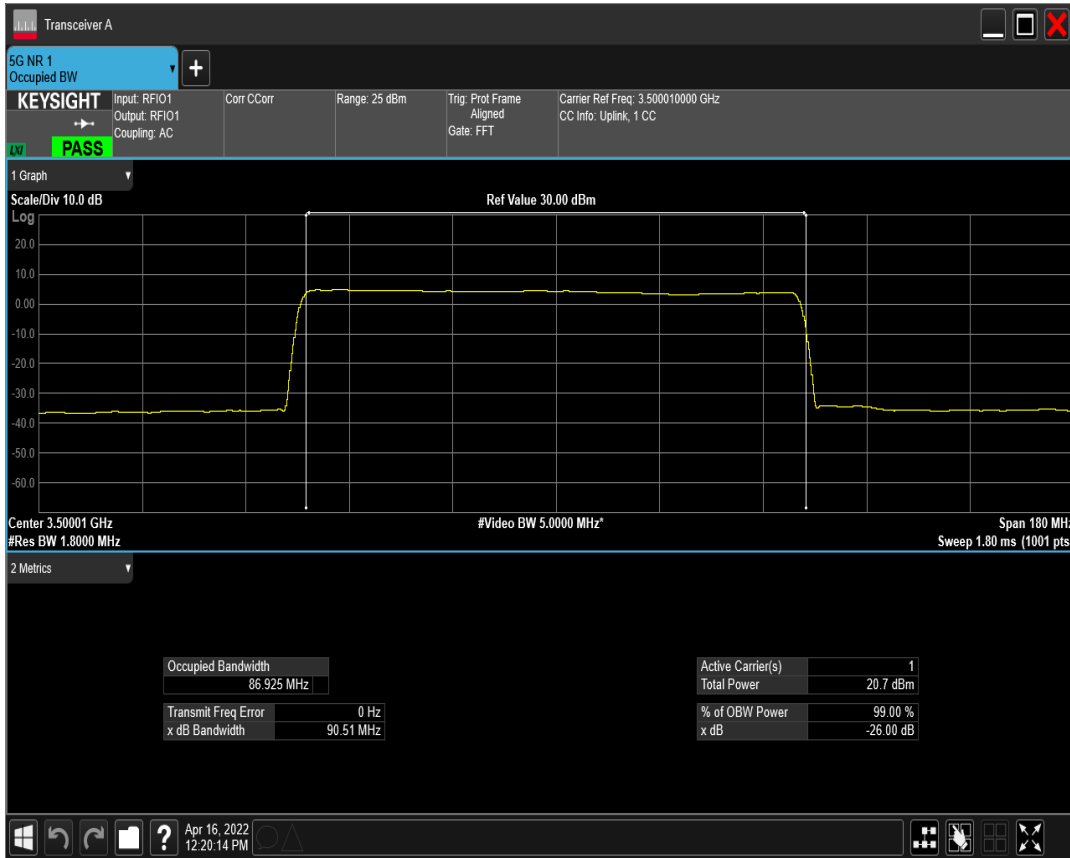 Transceiver A
5G NR 1
Occupied BW
KEYSIGHT
LXI
PASS
Input: RFIO1
Output: RFIO1
Coupling: AC
Corr CCorr
Range: 25 dBm
Trig: Prot Frame
Aligned
Gate: FFT
Carrier Ref Freq: 3.500010000 GHz
CC Info: Uplink, 1 CC
1 Graph
Scale/Div 10.0 dB
Ref Value 30.00 dBm
Log
20.0
10.0
0.00
-10.0
-20.0
-30.0
-40.0
-50.0
-60.0
Center 3.50001 GHz
#Video BW 5.0000 MHz*
Span 180 MHz
#Res BW 1.8000 MHz
Sweep 1.80 ms (1001 pts
2 Metrics
Occupied Bandwidth
86.925 MHz
Transmit Freq Error 0 Hz
x dB Bandwidth 90.51 MHz
Active Carrier(s) 1
Total Power 20.7 dBm
% of OBW Power 99.00 %
x dB -26.00 dB
?
Apr 16, 2022
12:20:14 PM